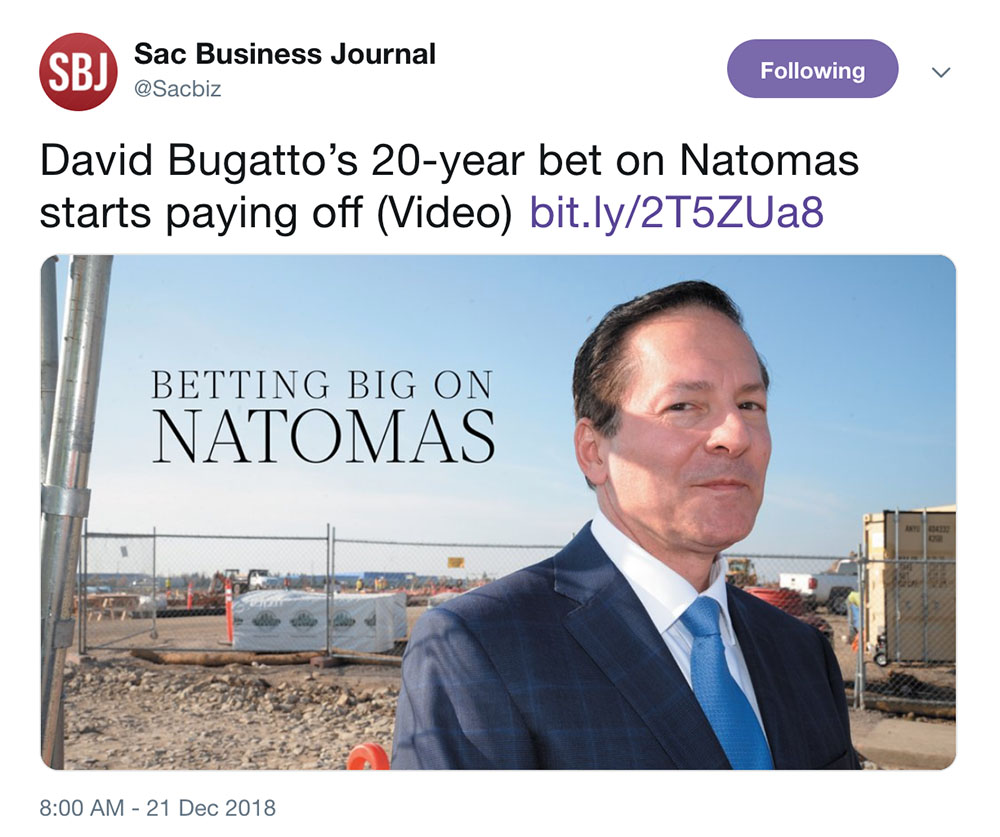 SBJ
Sac Business Journal
@Sacbiz
Following
David Bugatto’s 20-year bet on Natomas
starts paying off (Video) bit.ly/2T5ZUa8
BETTING BIG ON
NATOMAS
8:00 AM - 21 Dec 2018